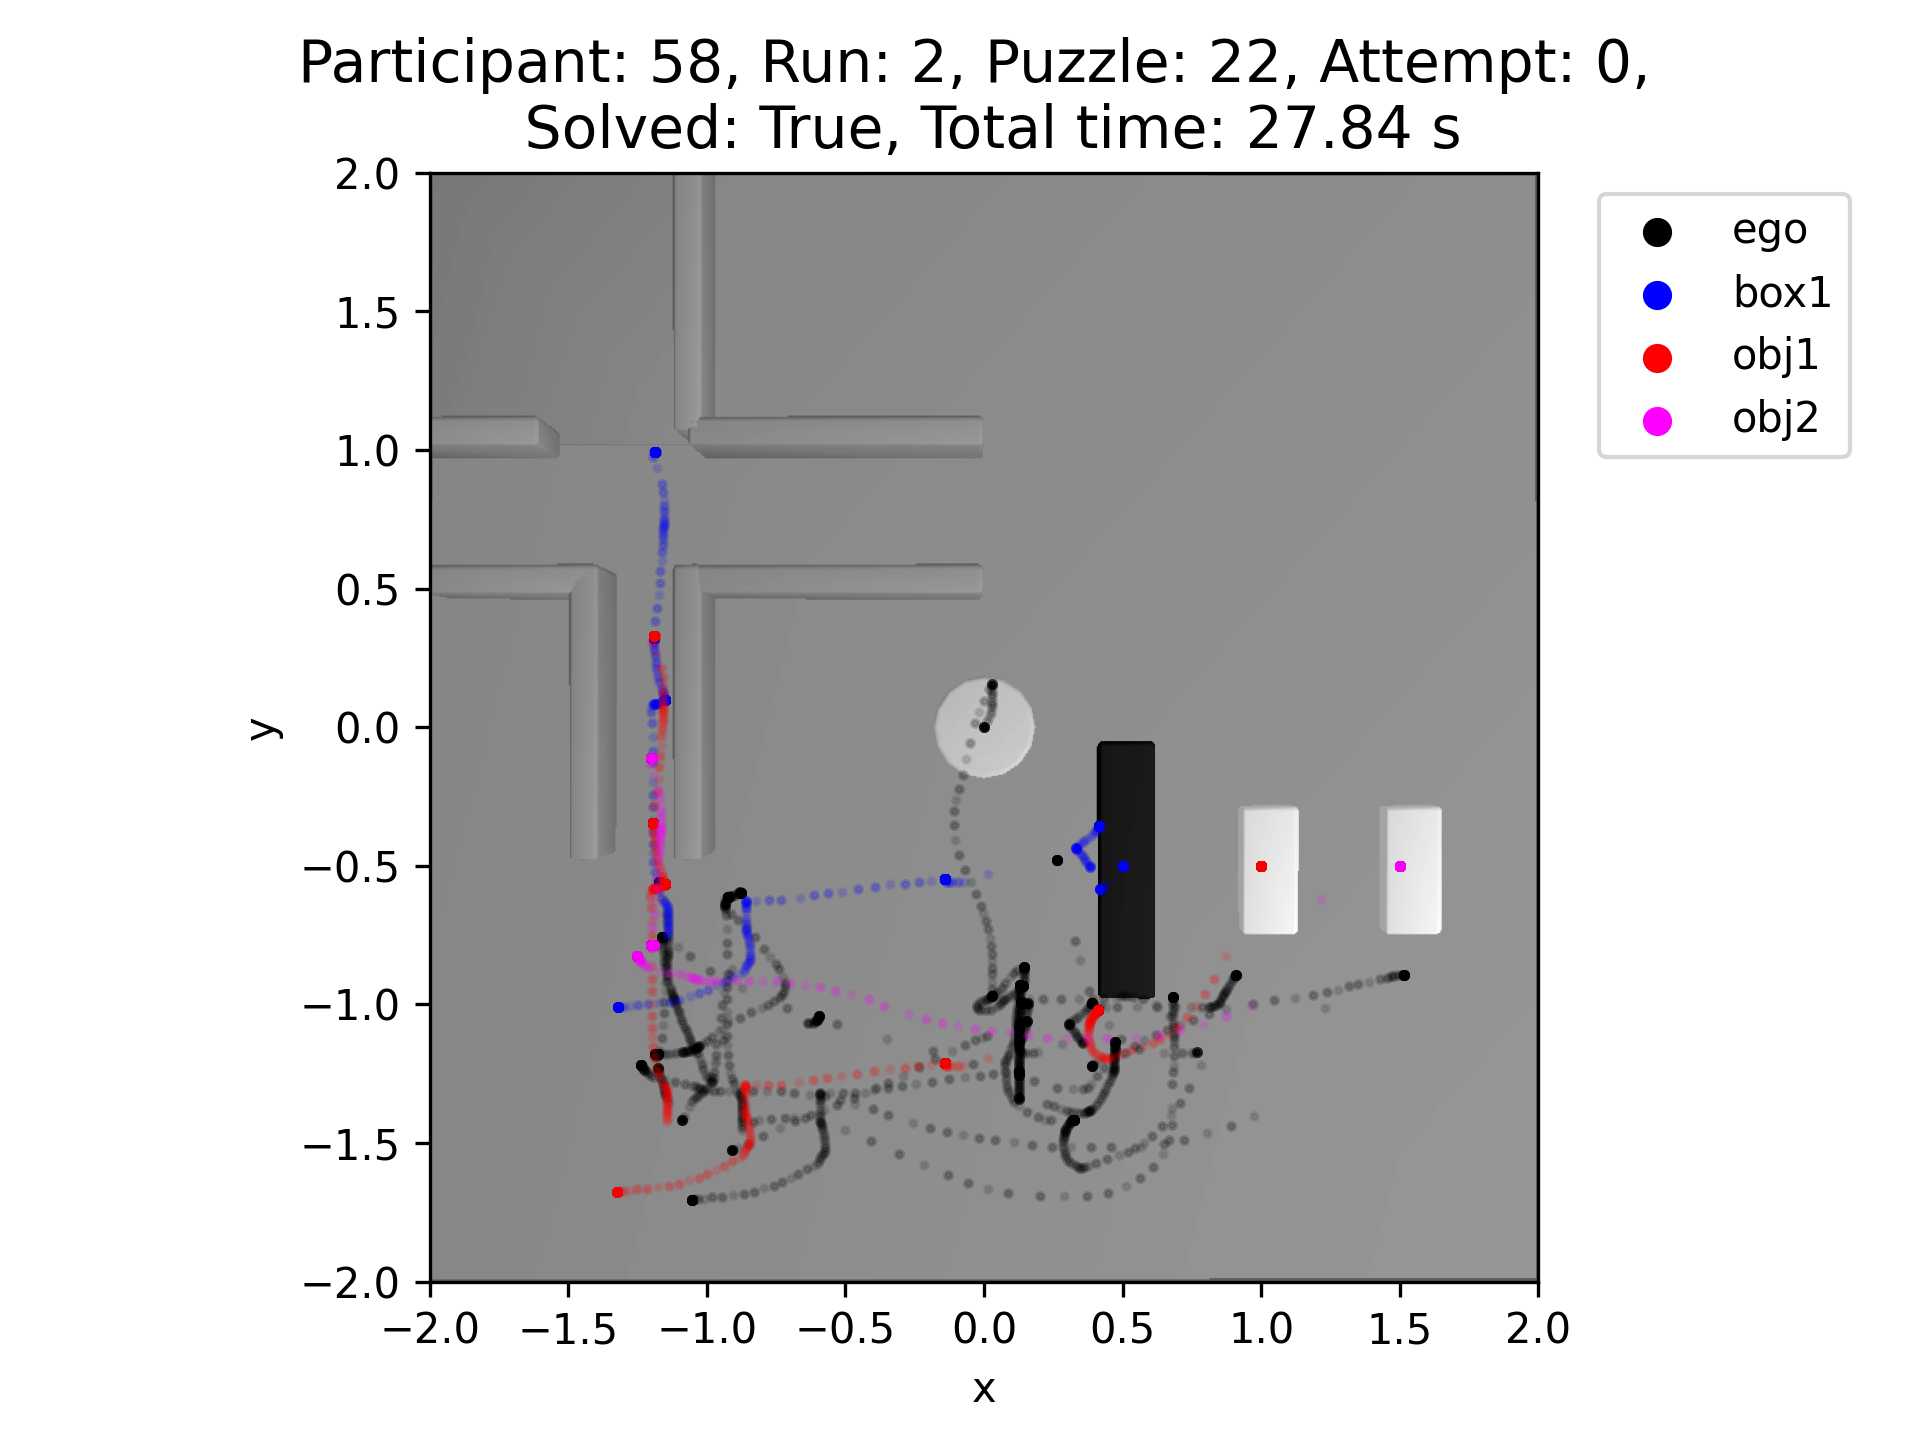 Participant: 58, Run: 2, Puzzle: 22, Attempt: 0,
Solved: True, Total time: 27.84 s
2.0
1.5
1.0
0.5
0.0
−0.5
−1.0
−1.5
−2.0
y
−2.0 −1.5 −1.0 −0.5 0.0 0.5 1.0 1.5 2.0
x
ego
box1
obj1
obj2